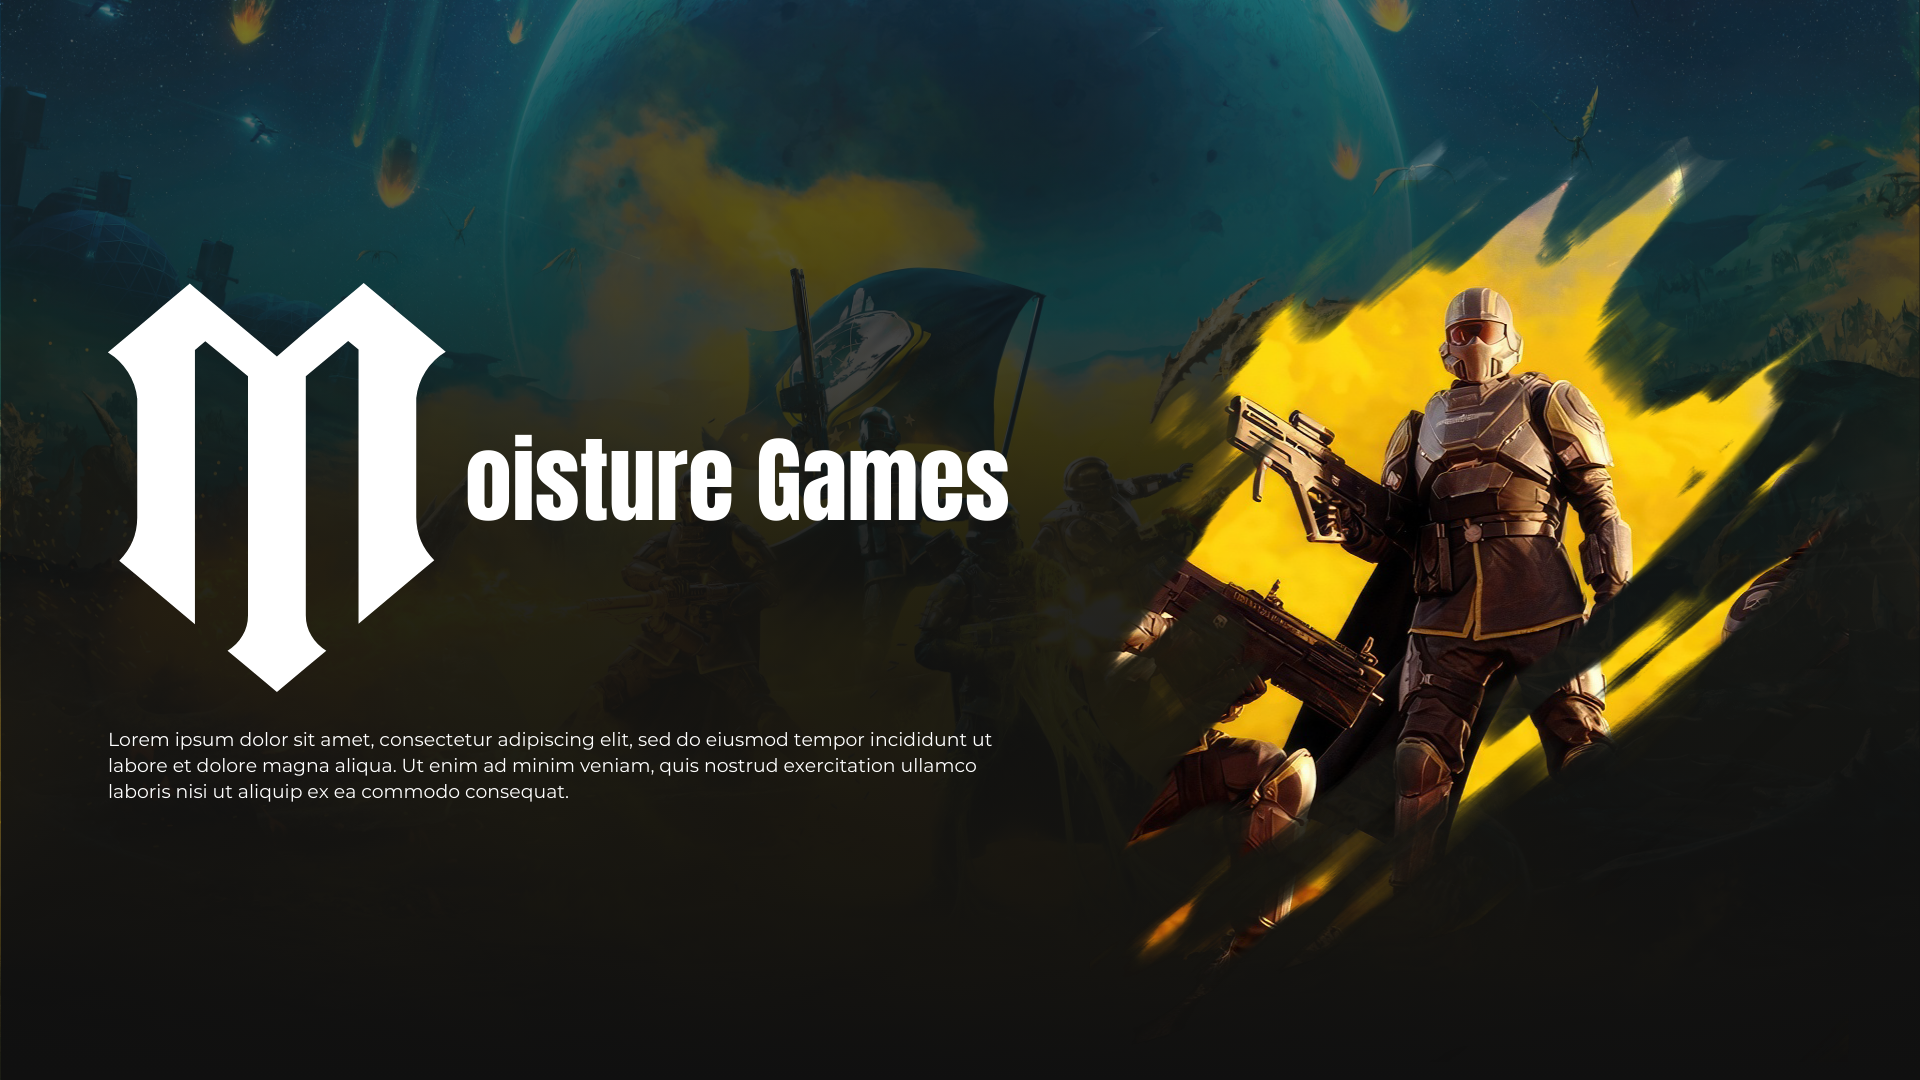 Moisture Games
Lorem ipsum dolor sit amet, consectetur adipiscing elit, sed do eiusmod tempor incididunt ut
labore et dolore magna aliqua. Ut enim ad minim veniam, quis nostrud exercitation ullamco
laboris nisi ut aliquip ex ea commodo consequat.